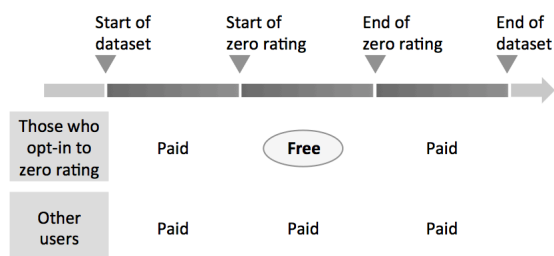 Start of
dataset
Start of
zero rating
End of
zero rating
End of
dataset
Those who
opt-in to
zero rating
Paid
Free
Paid
Other
users
Paid
Paid
Paid